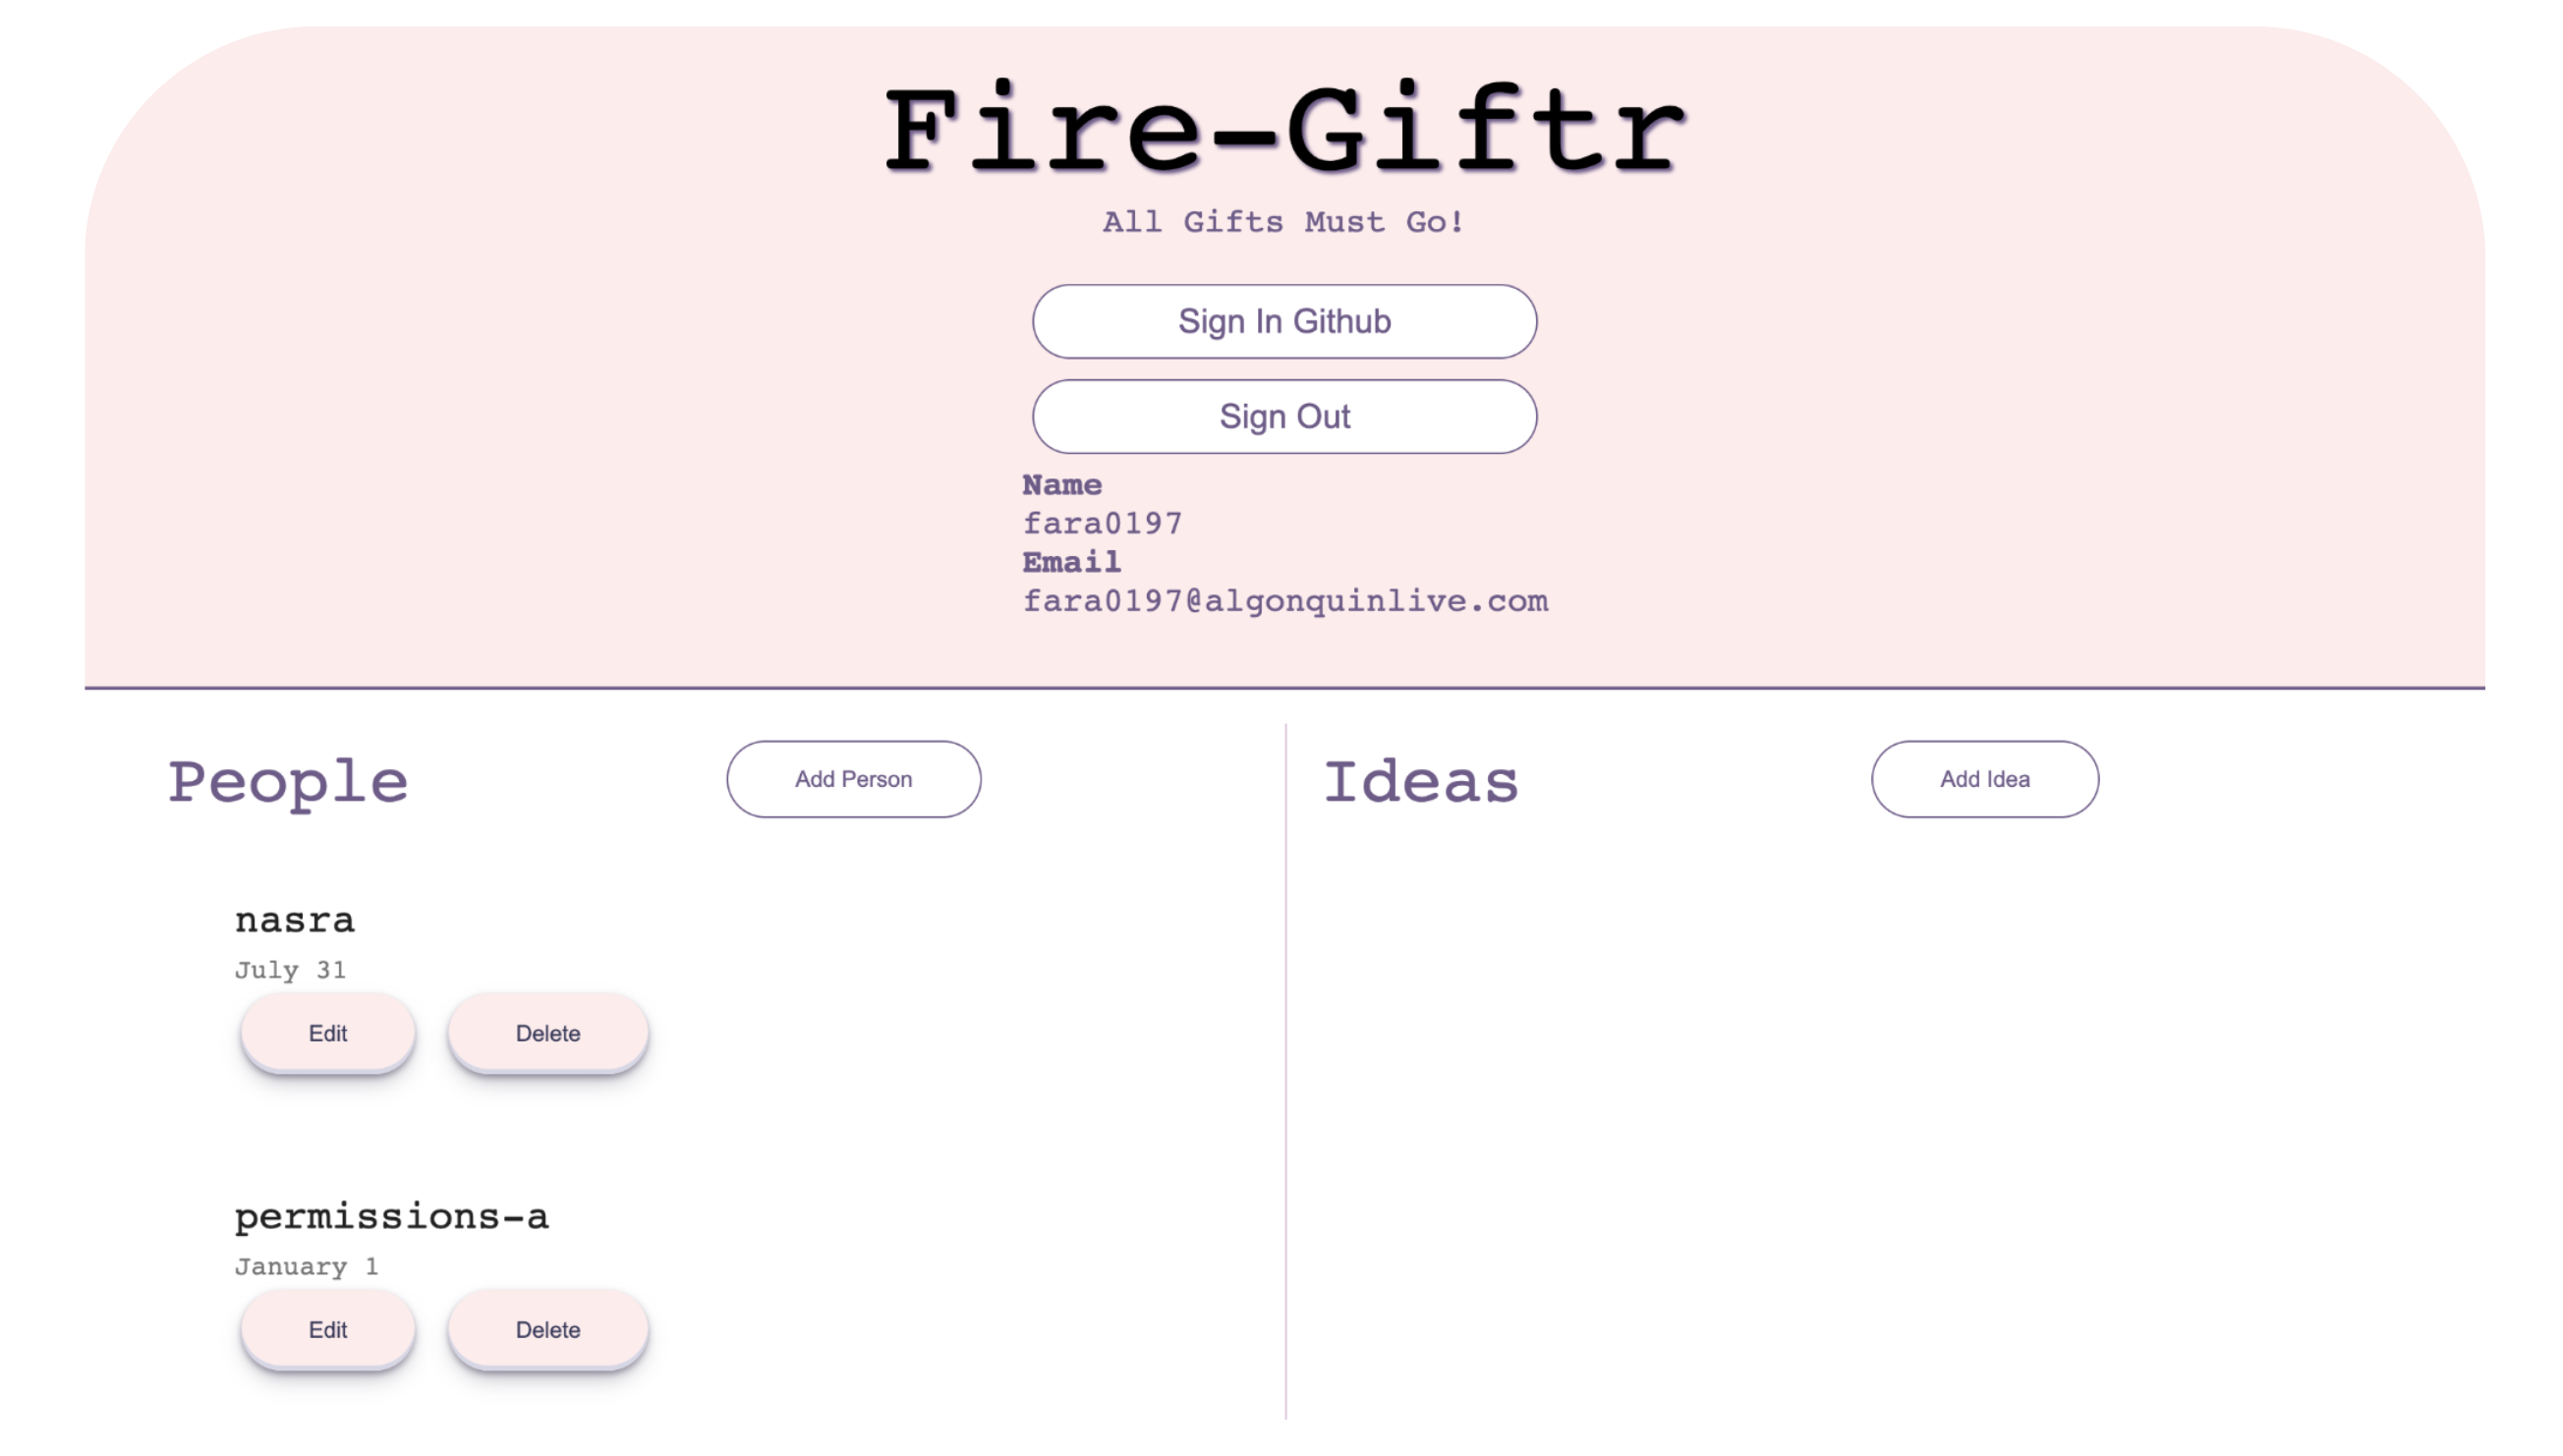 Fire-Giftr
All Gifts Must Go!
Sign In Github
Sign Out
Name
fara0197
Email
fara0197@algonquinlive.com
People
Add Person
nasra
July 31
Edit
Delete
permissions-a
January 1
Edit
Delete
Ideas
Add Idea